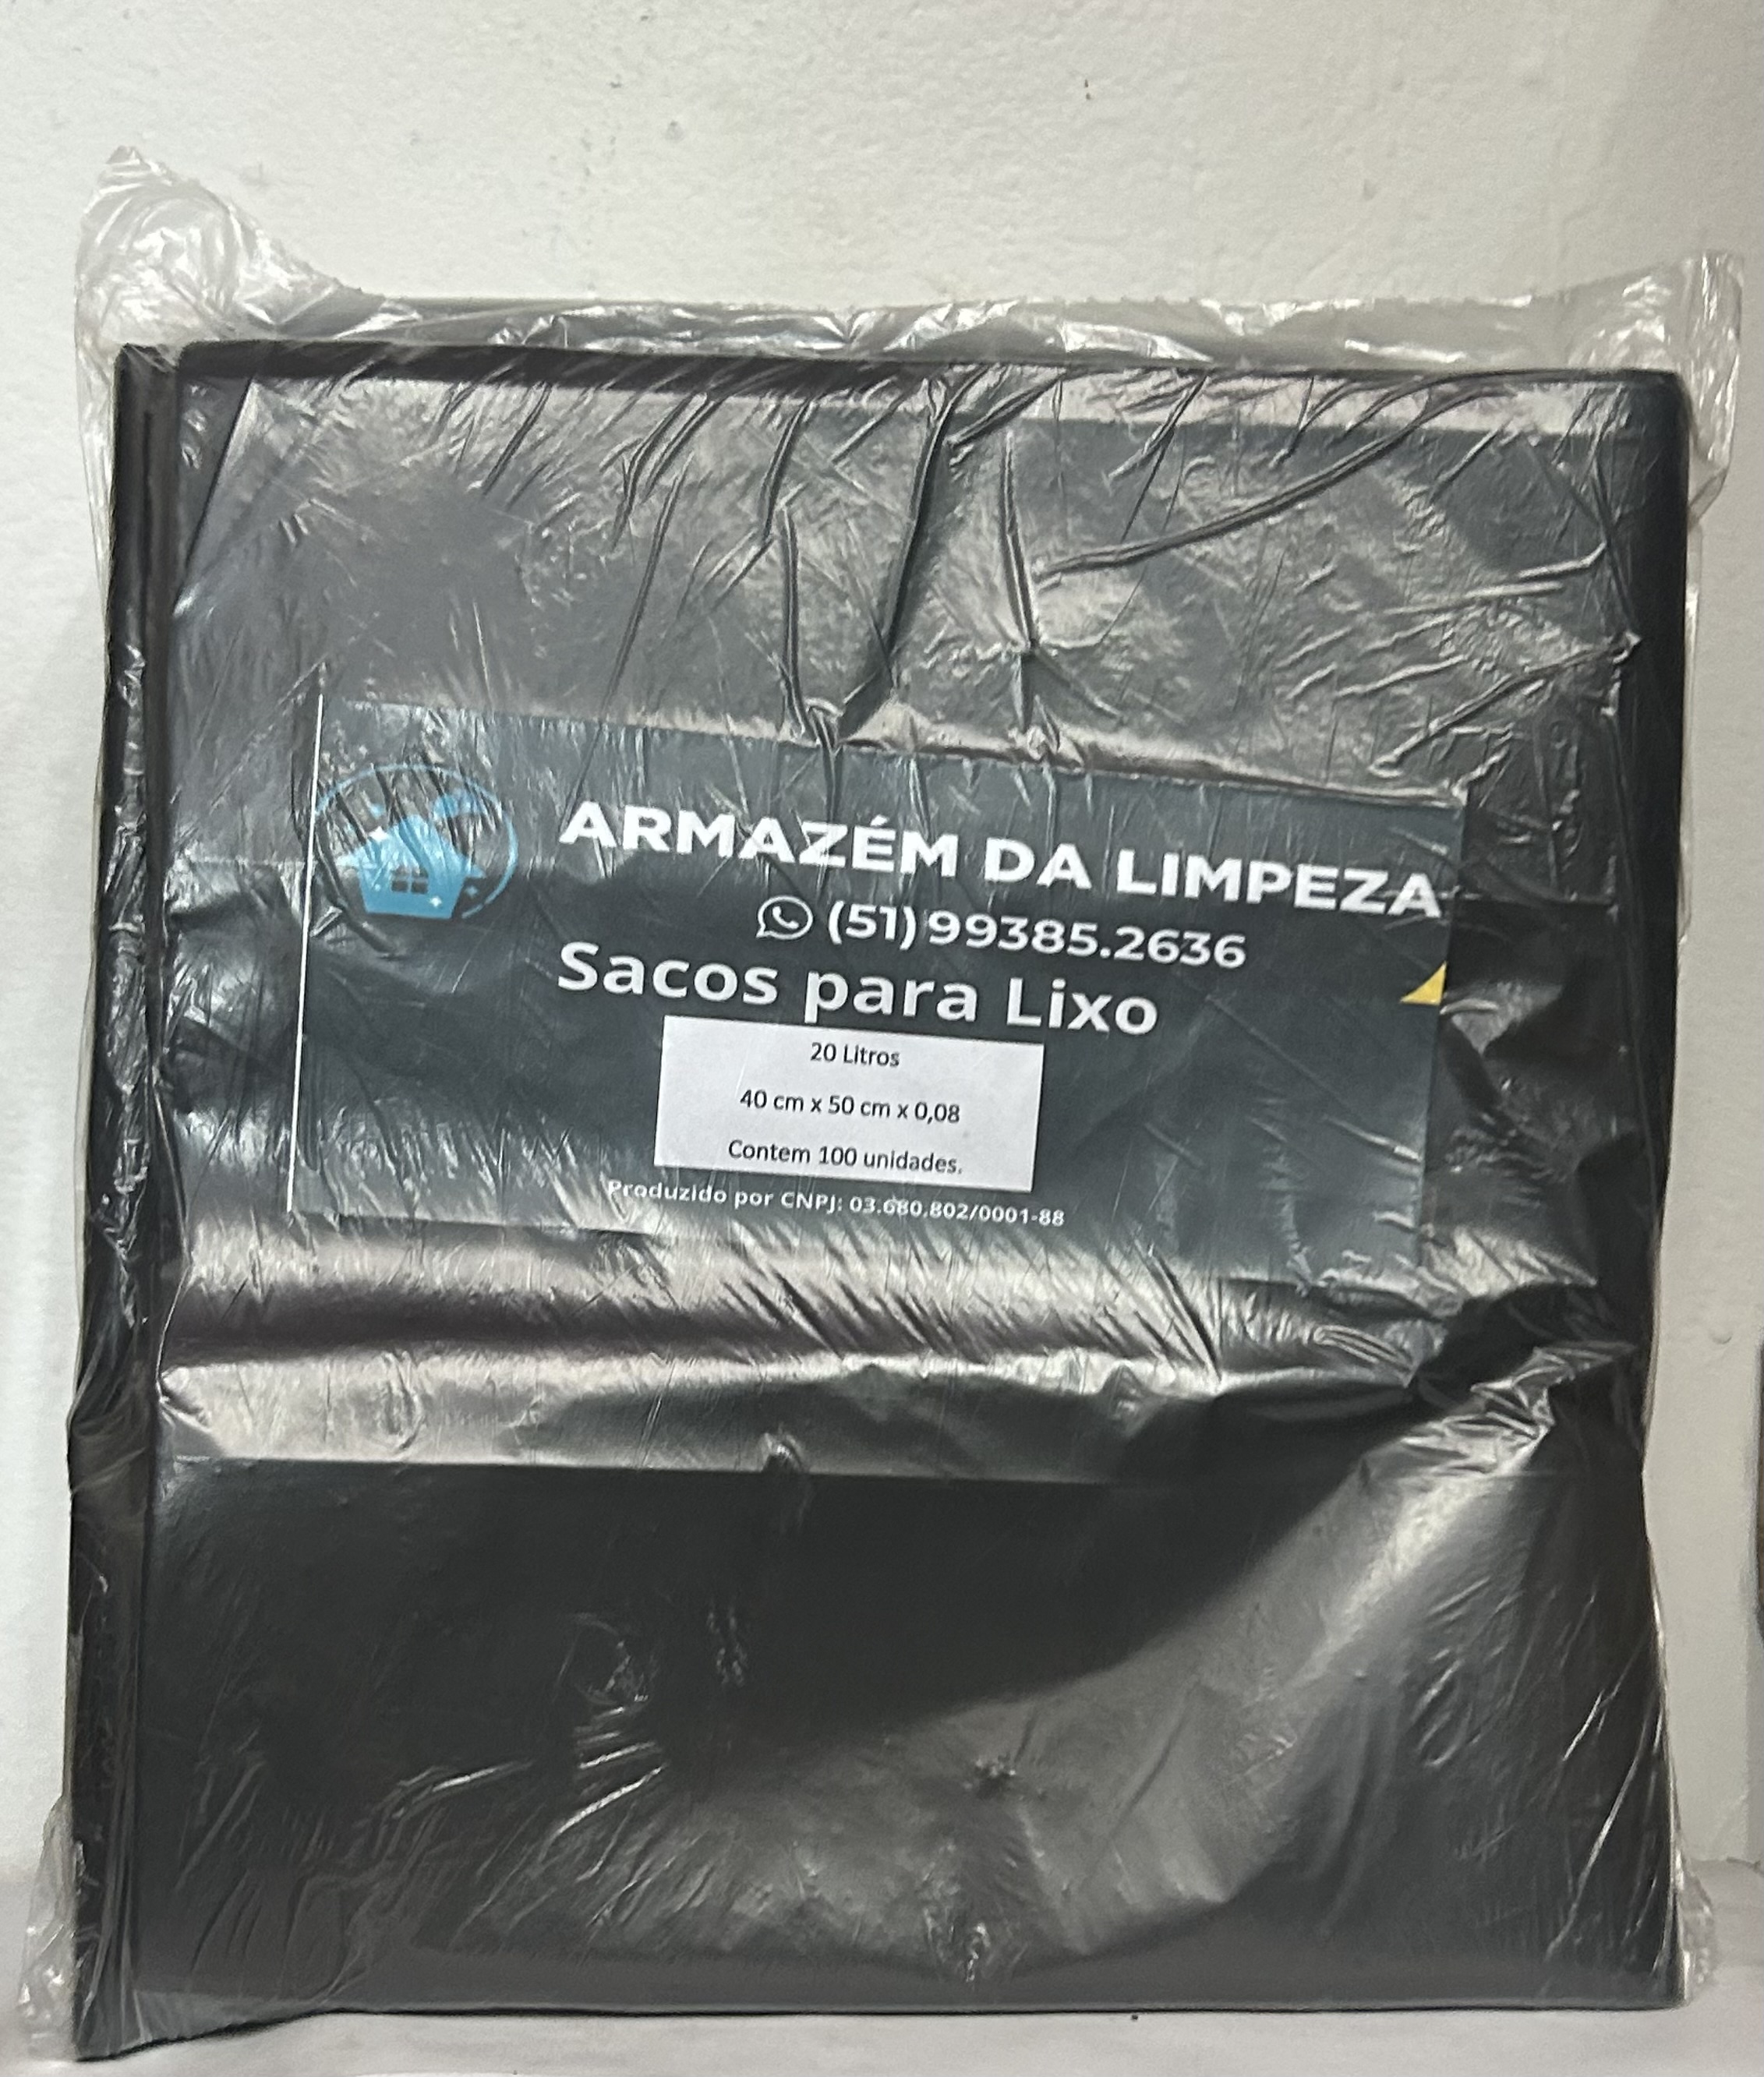 ARMAZÉM DA LIMPEZA
(51) 99385.2636
Sacos para Lixo
20 Litros
40 cm x 50 cm x 0,08
Contem 100 unidades.
Produzido por CNPJ: 03.680.802/0001-88